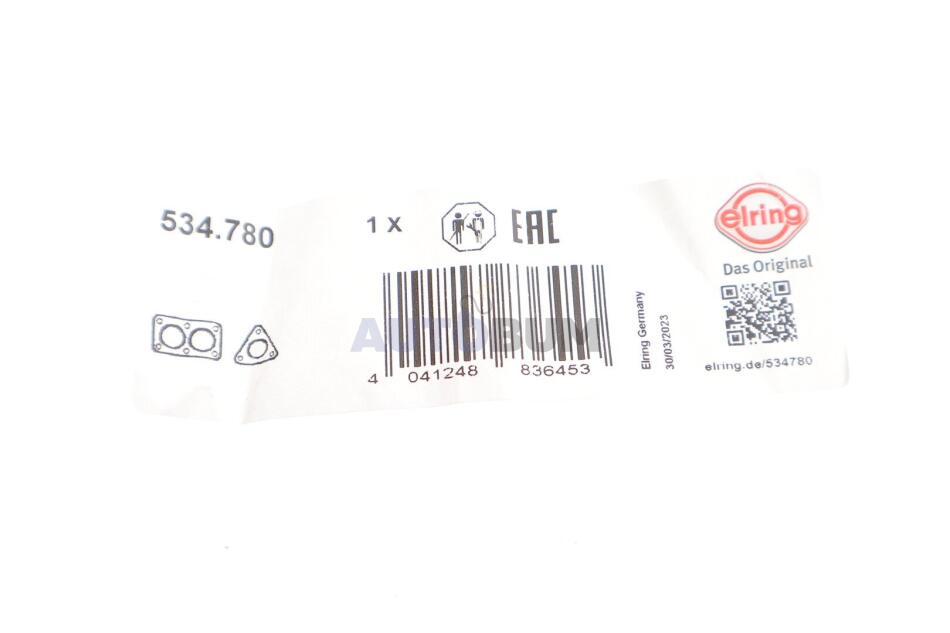 534.780
1 X
EAC
elring
Das Original
elring.de/534780
Elring Germany
30/03/2023
4 041248 836453
AUTOBUM